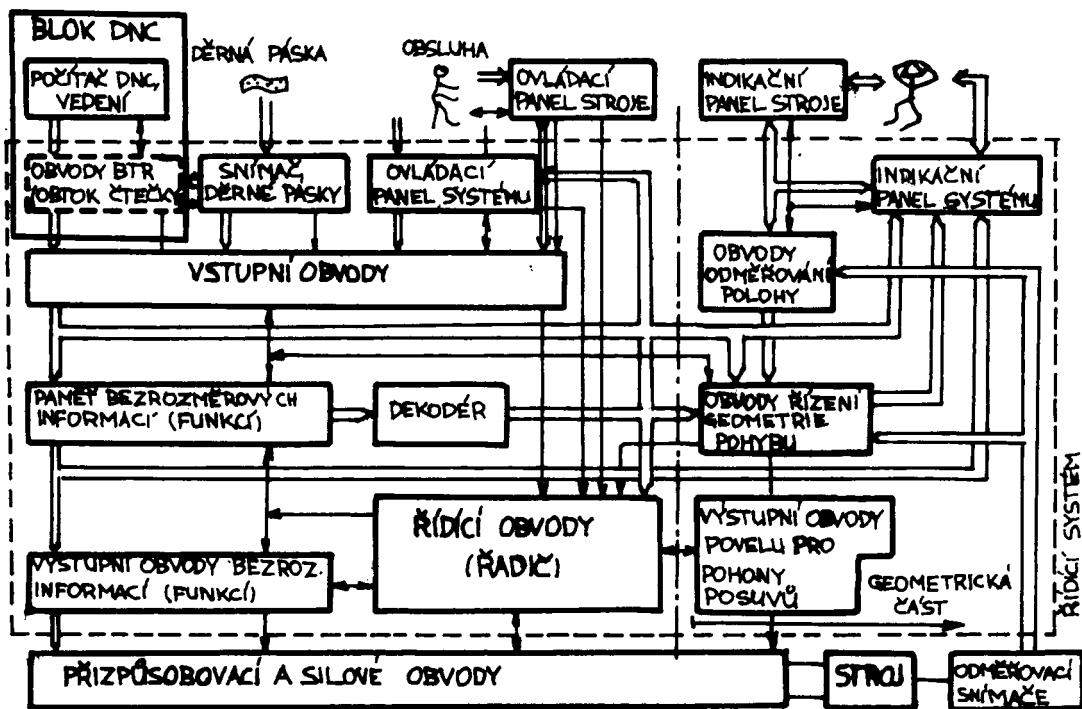 BLOK DNC
POČÍTAČ DNC,
VEDENÍ
DĚRNÁ PÁSKA
OBSLUHA
OVLÁDACÍ
PANEL STROJE
INDIKAČNÍ
PANEL STROJE
OBVODY BTR
/OBTOK ČTEČKY
SNÍMAČ
DĚRNÉ PÁSKY
OVLÁDACÍ
PANEL SYSTÉMU
INDIKAČNÍ
PANEL SYSTÉMU
VSTUPNÍ OBVODY
OBVODY
ODMĚŘOVÁNÍ
POLOHY
PAMĚŤ BEZROZMĚROVÝCH
INFORMACÍ (FUNKCÍ)
DEKODÉR
OBVODY ŘÍZENÍ
GEOMETRIE
POHYBU
ŘÍDÍCÍ OBVODY
(ŘADIČ)
VÝSTUPNÍ OBVODY
POVELU PRO
POHONY
POSUVŮ
VÝSTUPNÍ OBVODY BEZROZ.
INFORMACÍ (FUNKCÍ)
GEOMETRICKÁ
ČÁST
ŘÍDÍCÍ SYSTÉM
PŘIZPŮSOBOVACÍ A SILOVÉ OBVODY
STROJ
ODMĚŘOVACÍ
SNÍMAČE